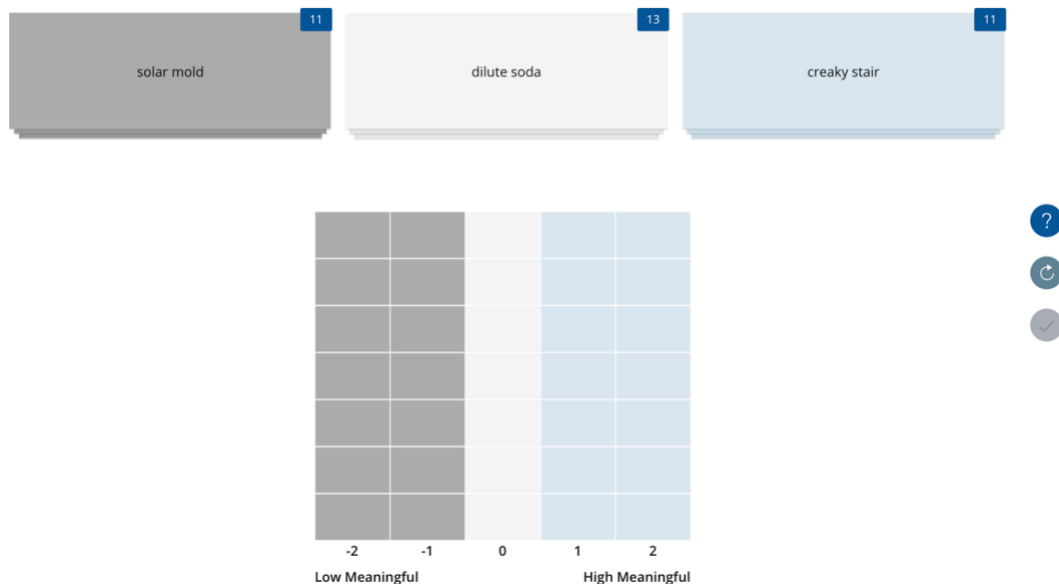 11
solar mold
13
dilute soda
11
creaky stair
?
-2 -1 0 1 2
Low Meaningful High Meaningful